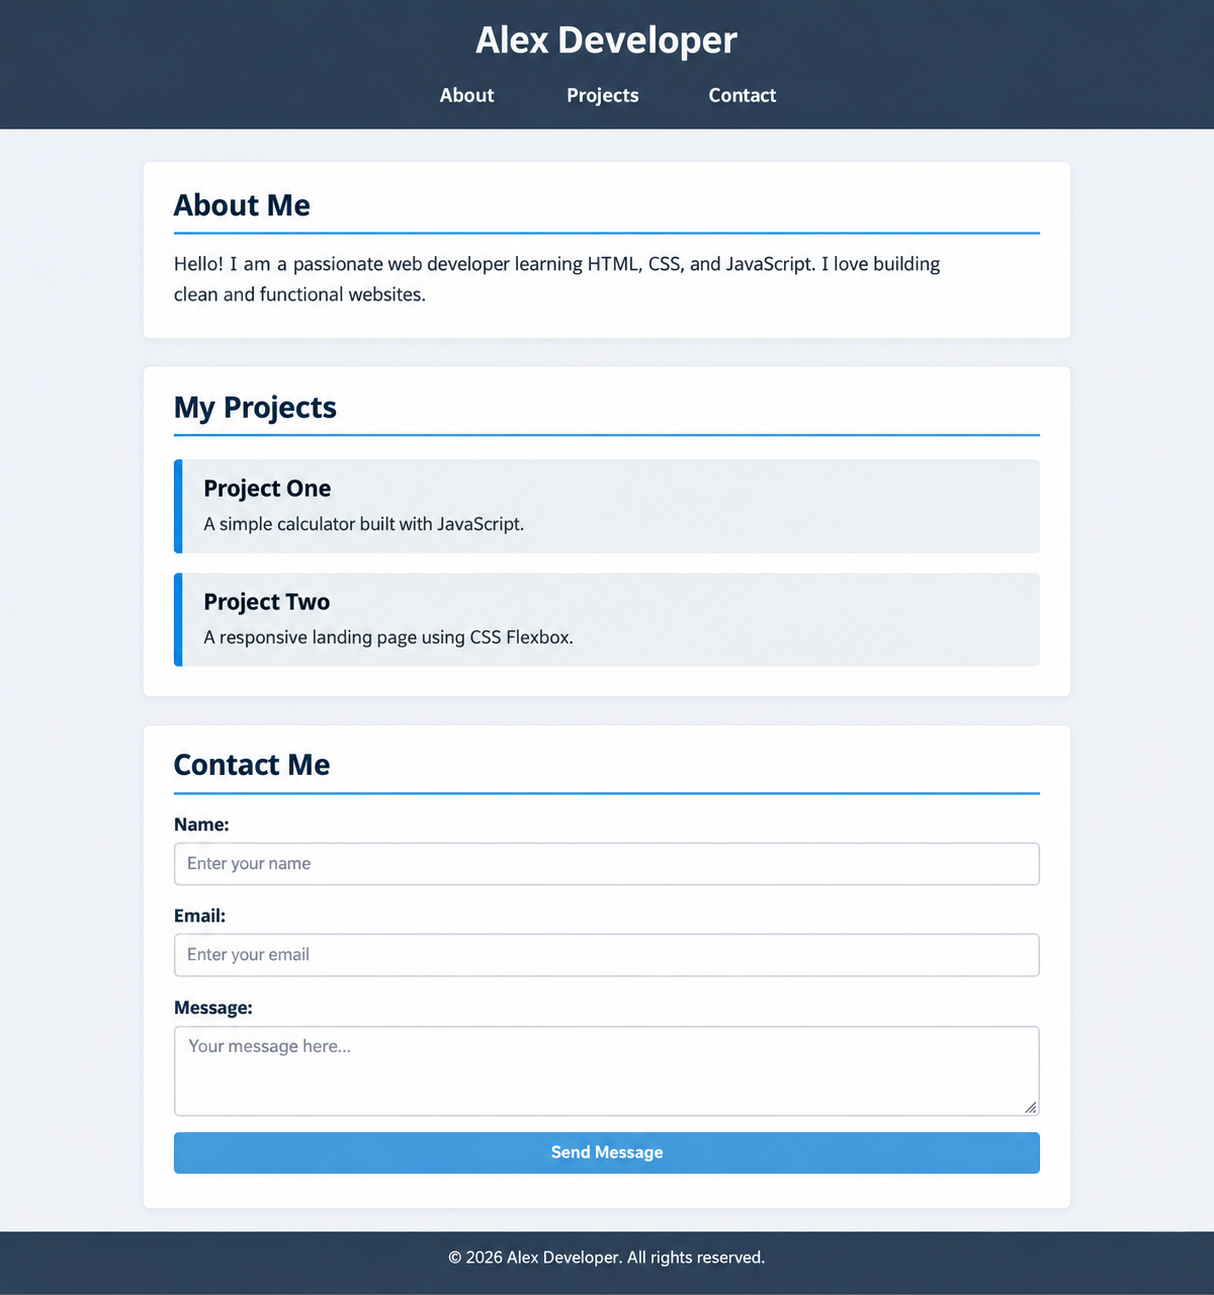 Alex Developer
About Projects Contact
About Me
Hello! I am a passionate web developer learning HTML, CSS, and JavaScript. I love building
clean and functional websites.
My Projects
Project One
A simple calculator built with JavaScript.
Project Two
A responsive landing page using CSS Flexbox.
Contact Me
Name:
Enter your name
Email:
Enter your email
Message:
Your message here...
Send Message
© 2026 Alex Developer. All rights reserved.